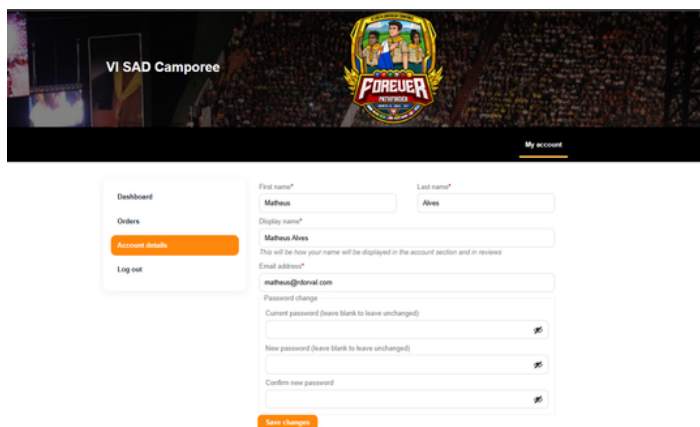 VI SAD Camporee
FOREVER
PATHFINDER
My account
Dashboard
Orders
Account details
Log out
First name*
Last name*
Matheus
Alves
Display name*
Matheus Alves
This will be how your name will be displayed in the account section and in reviews
Email address*
matheus@rdorval.com
Password change
Current password (leave blank to leave unchanged)
New password (leave blank to leave unchanged)
Confirm new password
Save changes